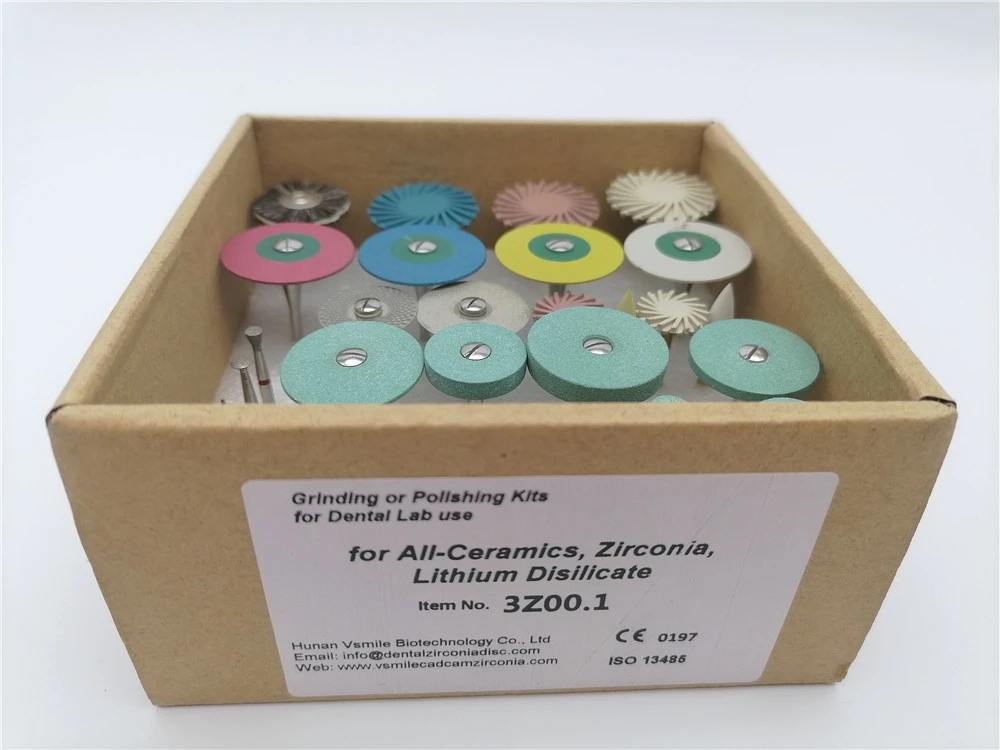 Grinding or Polishing Kits
for Dental Lab use
for All-Ceramics, Zirconia,
Lithium Disilicate
Item No. 3Z00.1
Hunan Vsmile Biotechnology Co., Ltd
Email: info@dentalzirconiadisc.com
Web: www.vsmilecadcamzirconia.com
CE 0197
ISO 13485